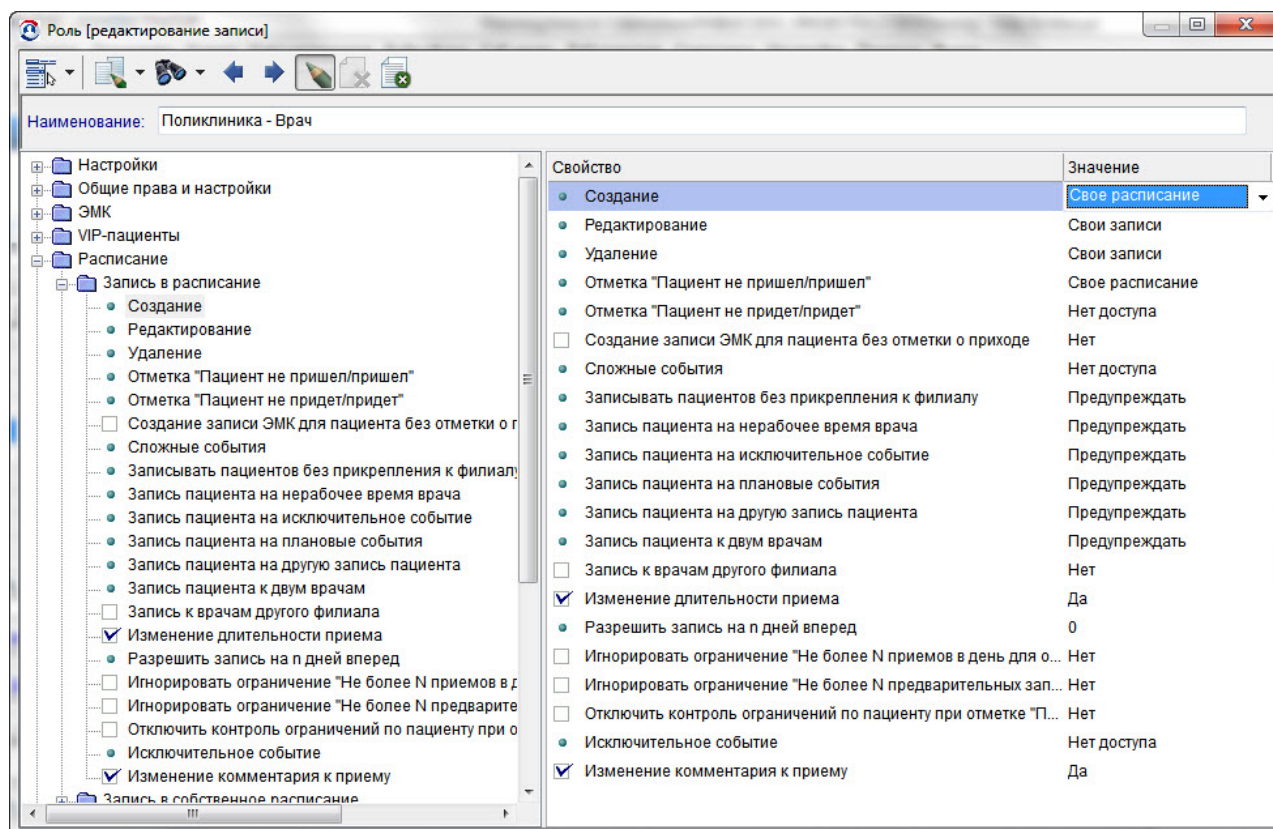 Роль [редактирование записи]
Наименование: Поликлиника - Врач
Настройки
Общие права и настройки
ЭМК
VIP-пациенты
Расписание
Запись в расписание
Создание
Редактирование
Удаление
Отметка "Пациент не пришел/пришел"
Отметка "Пациент не придет/придет"
Создание записи ЭМК для пациента без отметки о п
Сложные события
Записывать пациентов без прикрепления к филиалу
Запись пациента на нерабочее время врача
Запись пациента на исключительное событие
Запись пациента на плановые события
Запись пациента на другую запись пациента
Запись пациента к двум врачам
Запись к врачам другого филиала
Изменение длительности приема
Разрешить запись на n дней вперед
Игнорировать ограничение "Не более N приемов в д
Игнорировать ограничение "Не более N предварите
Отключить контроль ограничений по пациенту при о
Исключительное событие
Изменение комментария к приему
Запись в собственное расписание
Свойство Значение
Создание Свое расписание
Редактирование Свои записи
Удаление Свои записи
Отметка "Пациент не пришел/пришел" Свое расписание
Отметка "Пациент не придет/придет" Нет доступа
Создание записи ЭМК для пациента без отметки о приходе Нет
Сложные события Нет доступа
Записывать пациентов без прикрепления к филиалу Предупреждать
Запись пациента на нерабочее время врача Предупреждать
Запись пациента на исключительное событие Предупреждать
Запись пациента на плановые события Предупреждать
Запись пациента на другую запись пациента Предупреждать
Запись пациента к двум врачам Предупреждать
Запись к врачам другого филиала Нет
Изменение длительности приема Да
Разрешить запись на n дней вперед 0
Игнорировать ограничение "Не более N приемов в день для о... Нет
Игнорировать ограничение "Не более N предварительных зап... Нет
Отключить контроль ограничений по пациенту при отметке "П... Нет
Исключительное событие Нет доступа
Изменение комментария к приему Да